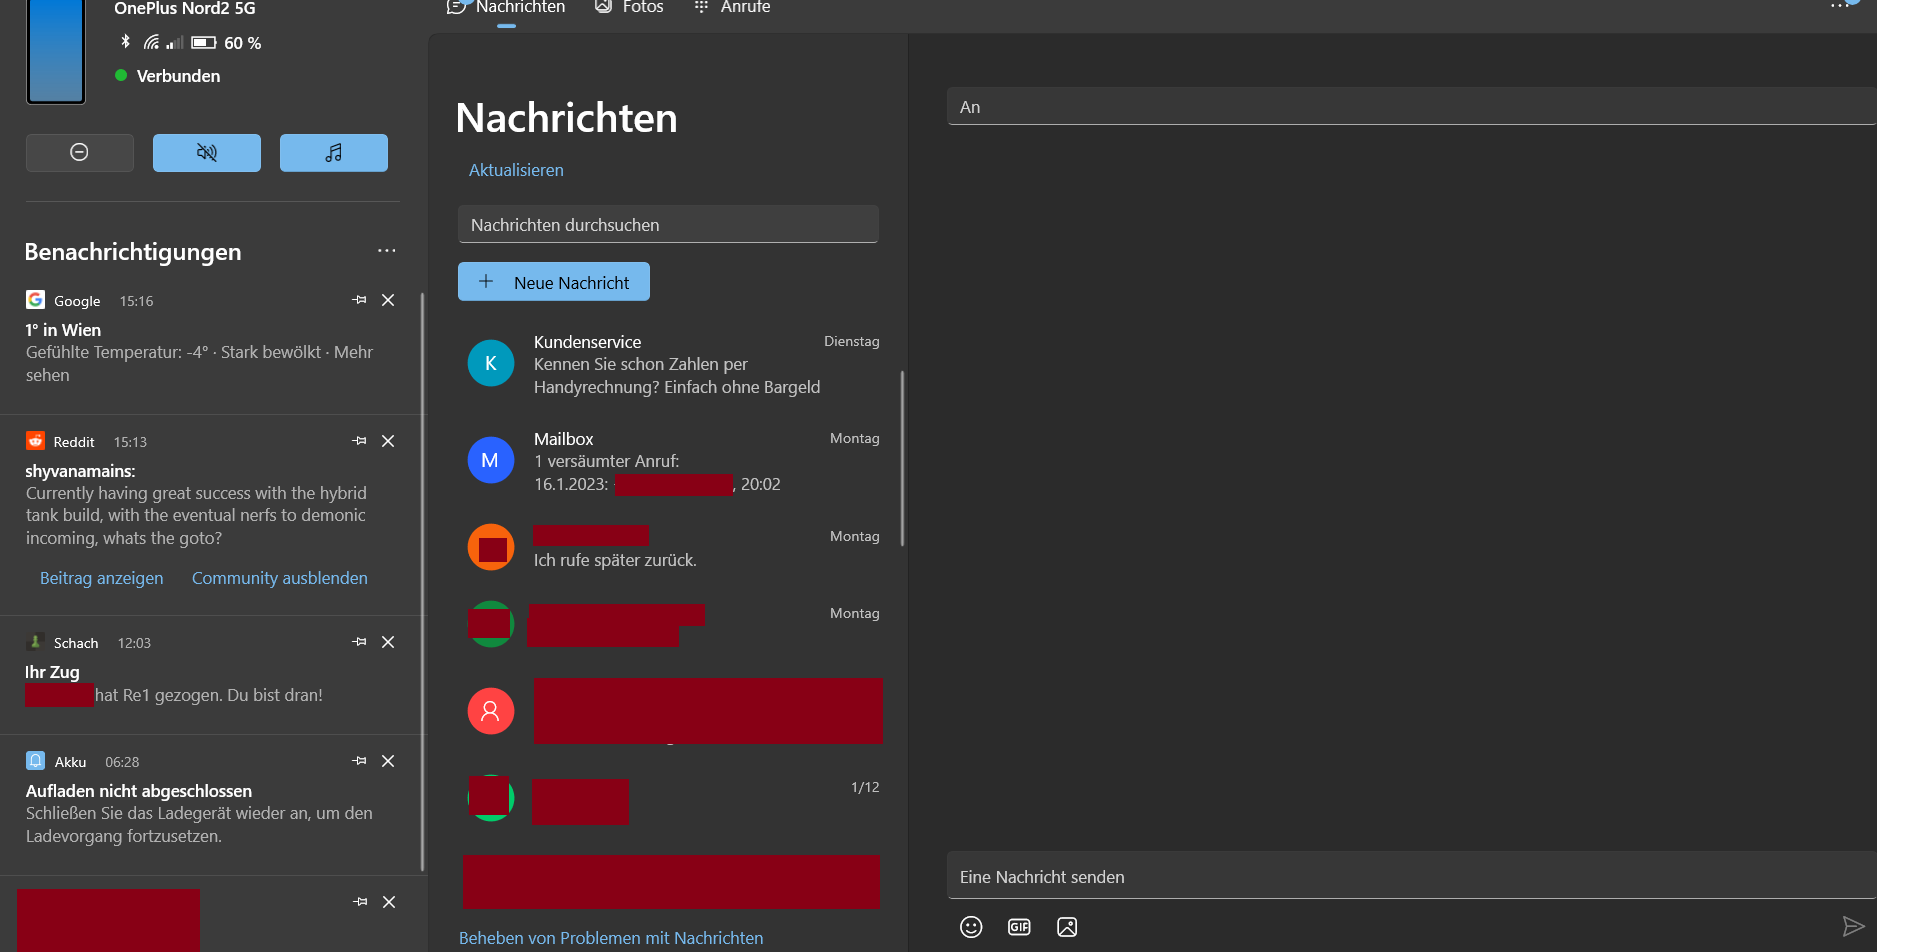 OnePlus Nord2 5G
60 %
Verbunden
Benachrichtigungen
Google 15:16
1° in Wien
Gefühlte Temperatur: -4° · Stark bewölkt · Mehr
sehen
Reddit 15:13
shyvanamains:
Currently having great success with the hybrid
tank build, with the eventual nerfs to demonic
incoming, whats the goto?
Beitrag anzeigen Community ausblenden
Schach 12:03
Ihr Zug
hat Re1 gezogen. Du bist dran!
Akku 06:28
Aufladen nicht abgeschlossen
Schließen Sie das Ladegerät wieder an, um den
Ladevorgang fortzusetzen.
Nachrichten Fotos Anrufe
Nachrichten
Aktualisieren
Nachrichten durchsuchen
Neue Nachricht
K
Kundenservice Dienstag
Kennen Sie schon Zahlen per
Handyrechnung? Einfach ohne Bargeld
M
Mailbox Montag
1 versäumter Anruf:
16.1.2023: , 20:02
Montag
Ich rufe später zurück.
Montag
1/12
Beheben von Problemen mit Nachrichten
An
Eine Nachricht senden
GIF